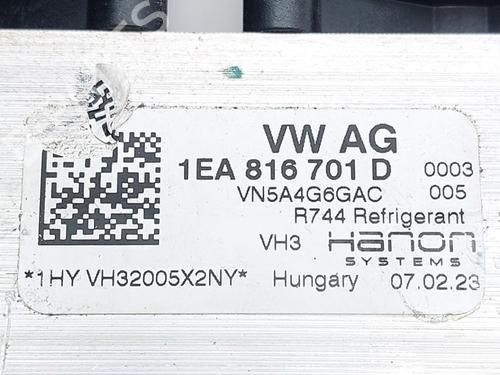 VW AG
1EA 816 701 D 0003
VN5A4G6GAC 005
R744 Refrigerant
VH3 Hanon
SYSTEMS
*1HY VH32005X2NY* Hungary 07.02.23